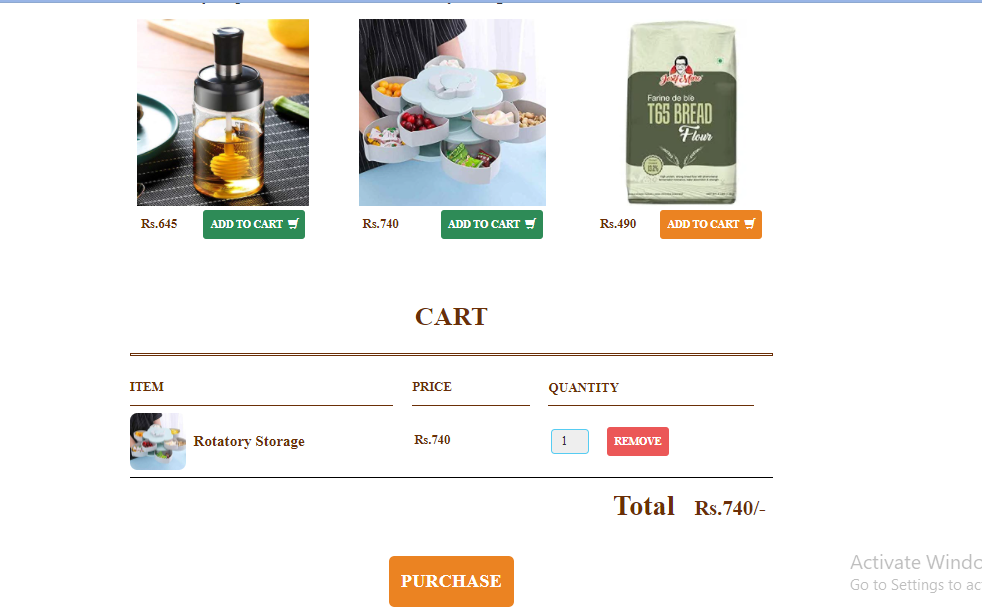 Just Mine
Farine de blé
T65 BREAD
Flour
Rs.645
ADD TO CART
Rs.740
ADD TO CART
Rs.490
ADD TO CART
CART
ITEM
PRICE
QUANTITY
Rotatory Storage
Rs.740
1
REMOVE
Total Rs.740/-
PURCHASE
Activate Windo
Go to Settings to ac